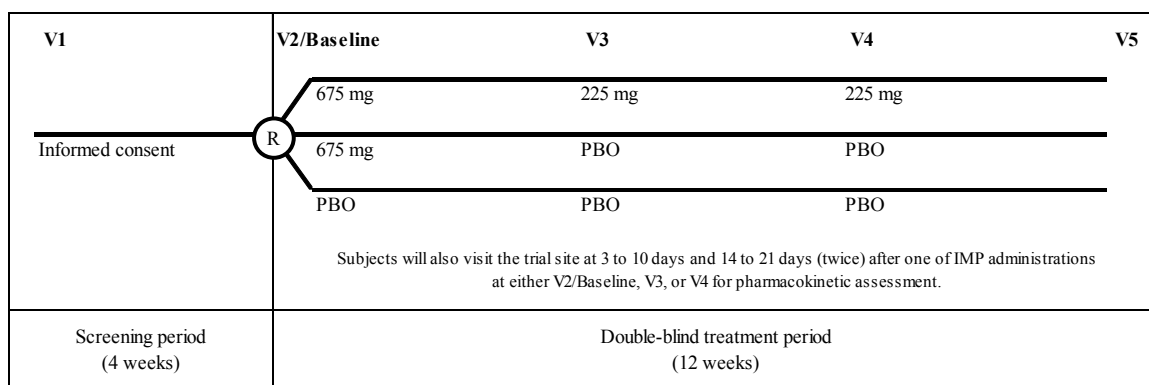 V1 V2/Baseline V3 V4 V5
675 mg 225 mg 225 mg
R
Informed consent 675 mg PBO PBO
PBO PBO PBO
Subjects will also visit the trial site at 3 to 10 days and 14 to 21 days (twice) after one of IMP administrations
at either V2/Baseline, V3, or V4 for pharmacokinetic assessment.
Screening period Double-blind treatment period
(4 weeks) (12 weeks)